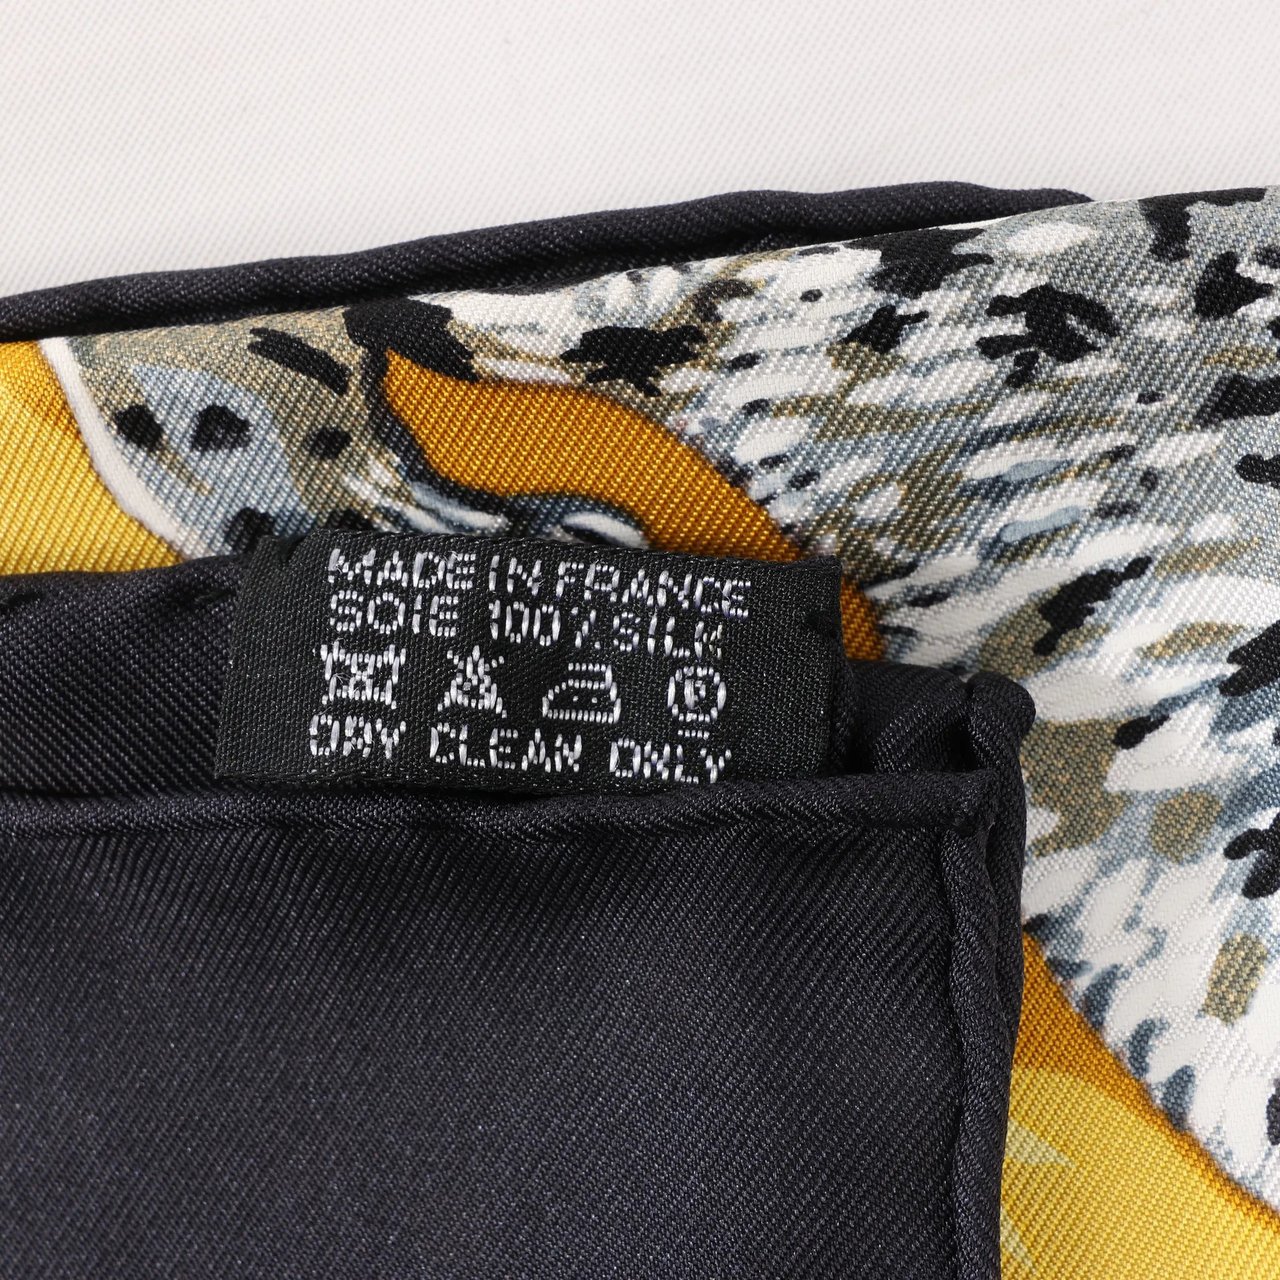 MADE IN FRANCE
SOIE 100% SILK
P
DRY CLEAN ONLY